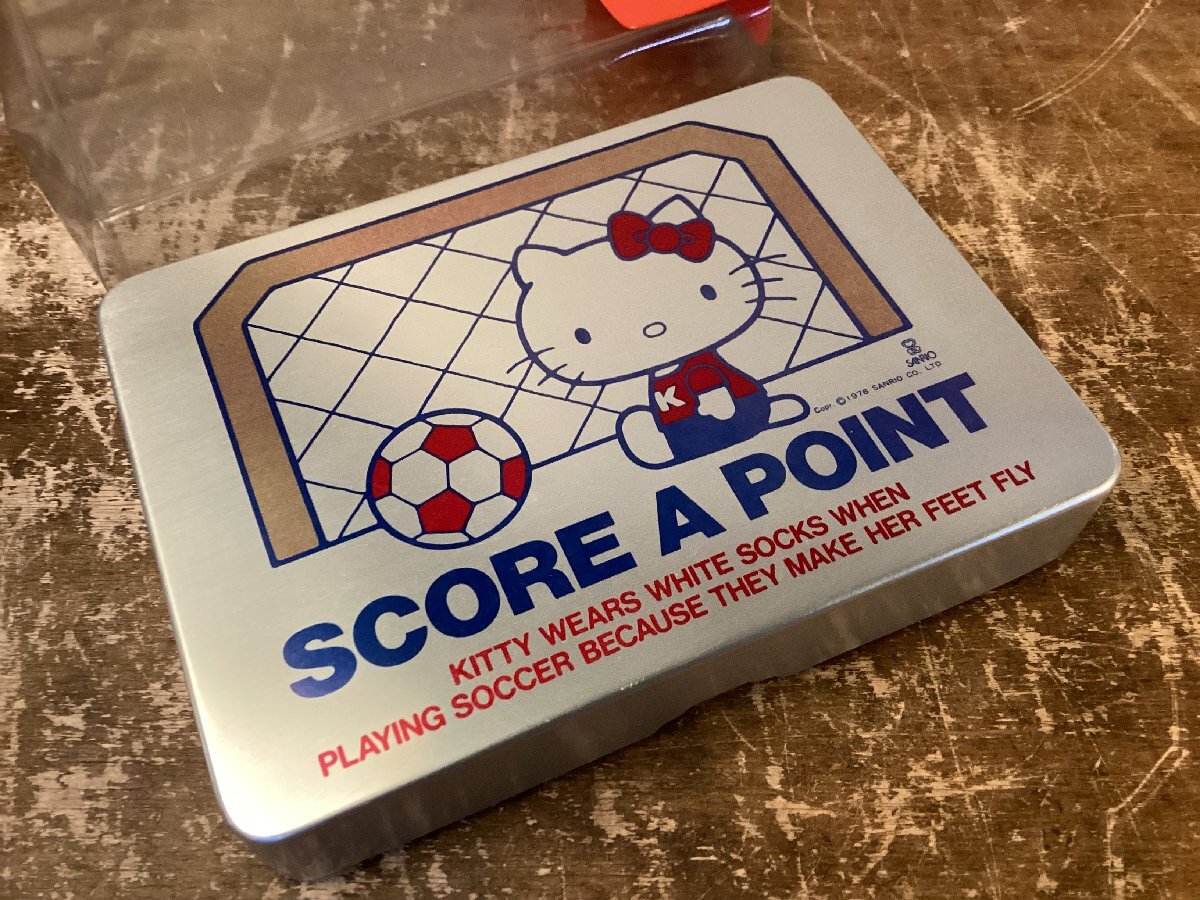 K
SANRIO
Copr. ©1976 SANRIO CO., LTD
SCORE A POINT
KITTY WEARS WHITE SOCKS WHEN
PLAYING SOCCER BECAUSE THEY MAKE HER FEET FLY